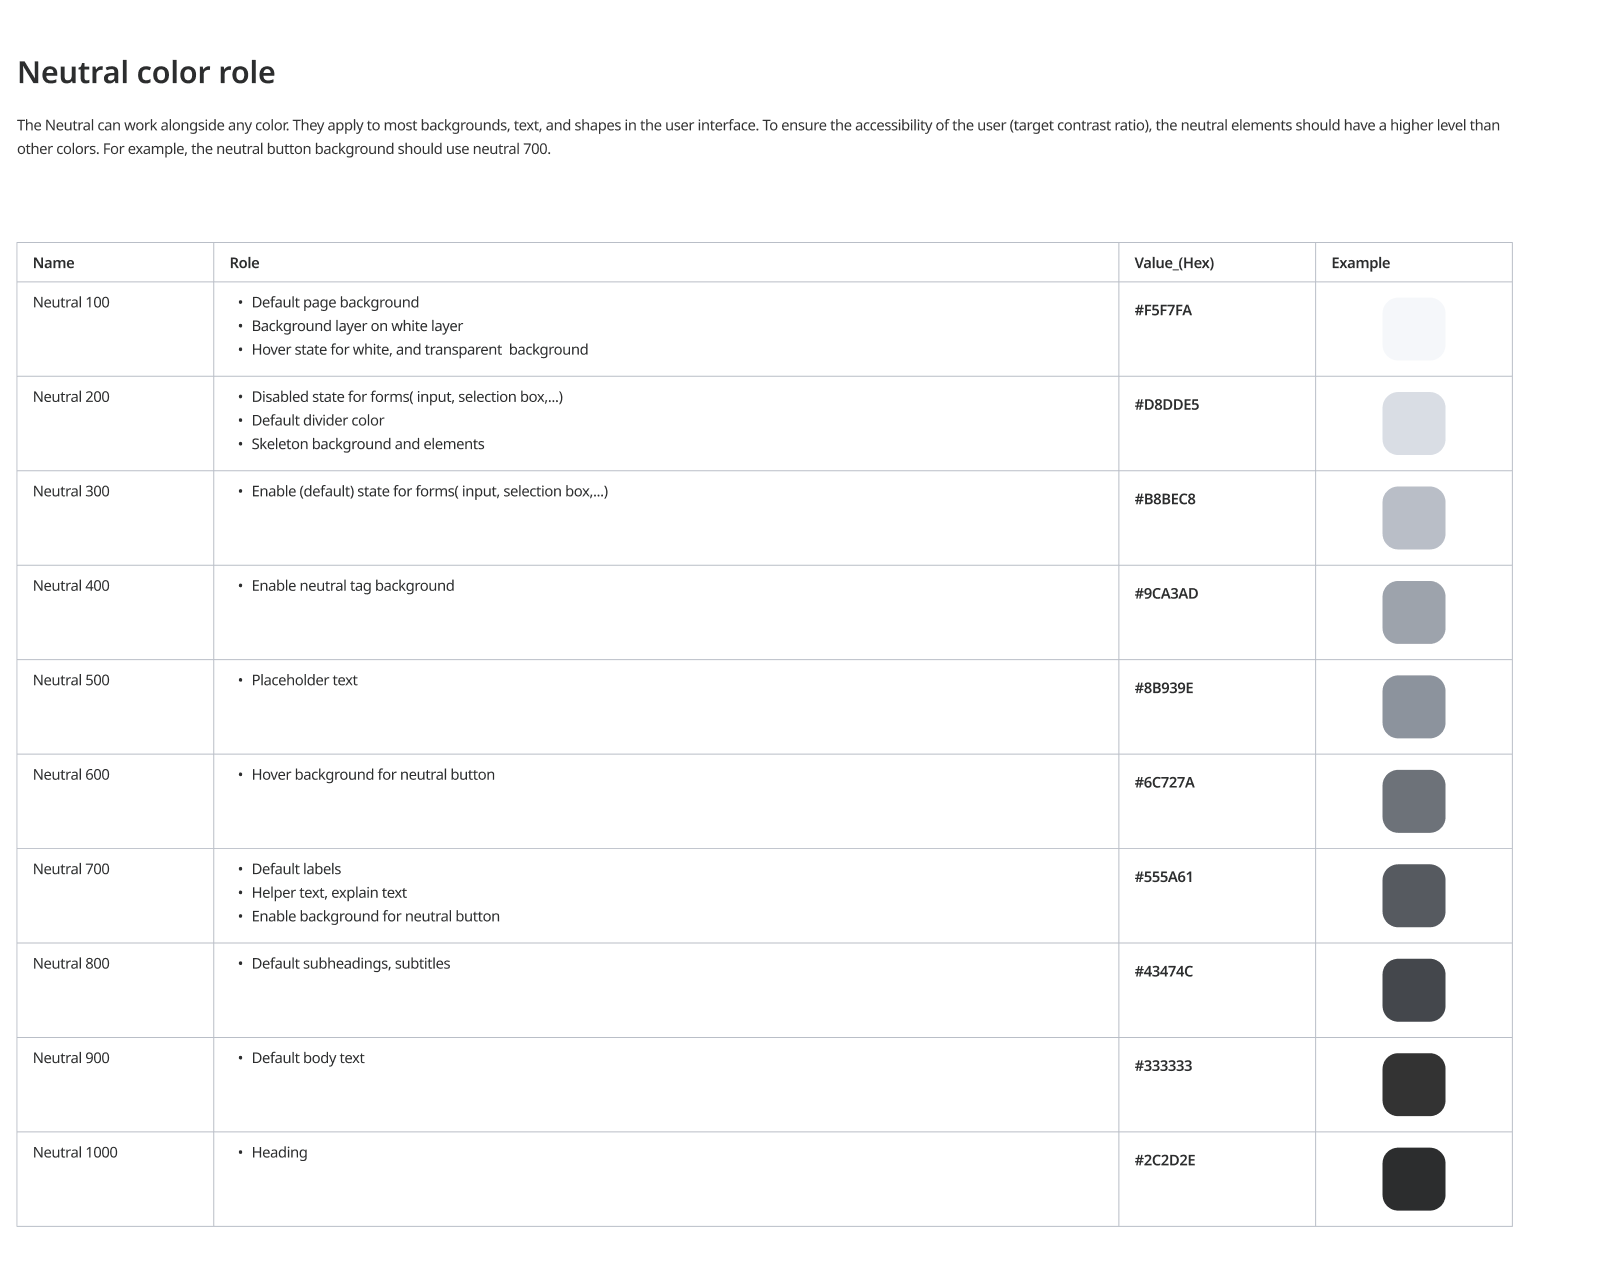 Neutral color role
The Neutral can work alongside any color. They apply to most backgrounds, text, and shapes in the user interface. To ensure the accessibility of the user (target contrast ratio), the neutral elements should have a higher level than
other colors. For example, the neutral button background should use neutral 700.
Name Role Value_(Hex) Example
Neutral 100
• Default page background
• Background layer on white layer
• Hover state for white, and transparent  background
#F5F7FA
Neutral 200
• Disabled state for forms( input, selection box,...)
• Default divider color
• Skeleton background and elements
#D8DDE5
Neutral 300
• Enable (default) state for forms( input, selection box,...)
#B8BEC8
Neutral 400
• Enable neutral tag background
#9CA3AD
Neutral 500
• Placeholder text
#8B939E
Neutral 600
• Hover background for neutral button
#6C727A
Neutral 700
• Default labels
• Helper text, explain text
• Enable background for neutral button
#555A61
Neutral 800
• Default subheadings, subtitles
#43474C
Neutral 900
• Default body text
#333333
Neutral 1000
• Heading
#2C2D2E